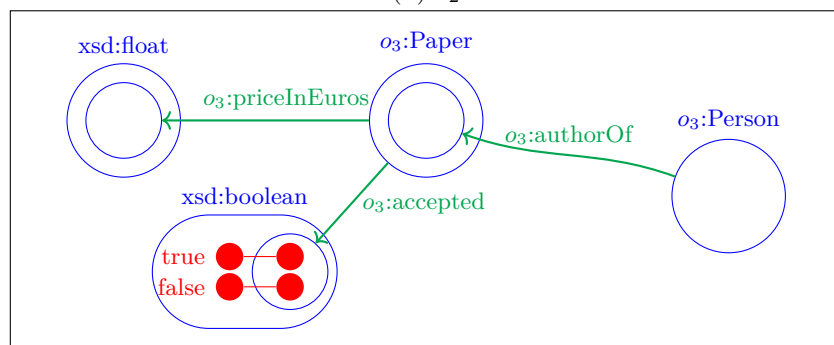 xsd:float
o₃:Paper
o₃:priceInEuros
o₃:Person
o₃:authorOf
xsd:boolean
o₃:accepted
true
false